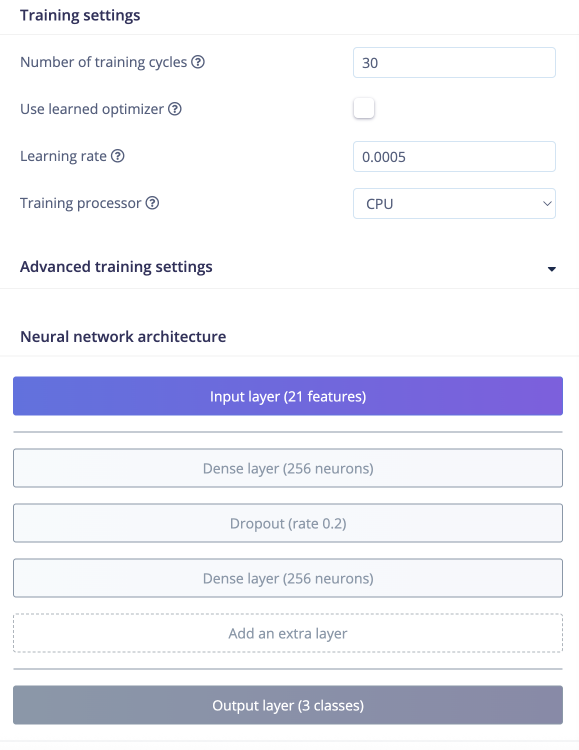 Training settings
Number of training cycles
30
Use learned optimizer
Learning rate
0.0005
Training processor
CPU
Advanced training settings
Neural network architecture
Input layer (21 features)
Dense layer (256 neurons)
Dropout (rate 0.2)
Dense layer (256 neurons)
Add an extra layer
Output layer (3 classes)